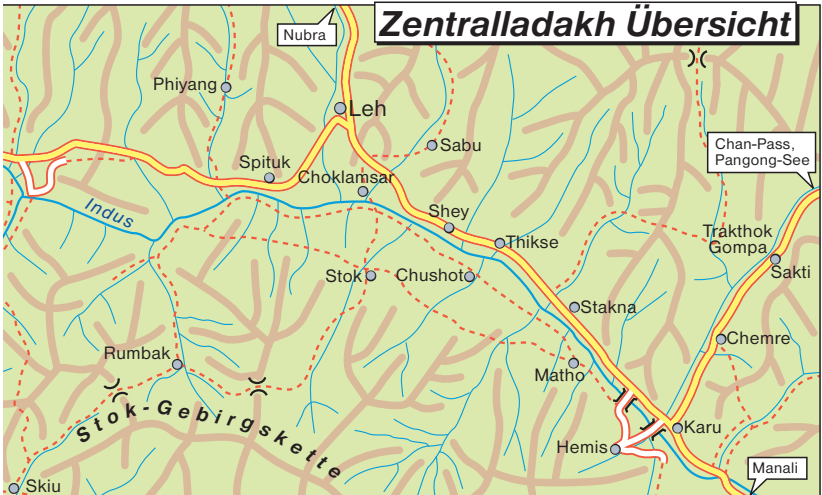 Zentralladakh Übersicht
Nubra
Phiyang
Leh
Sabu
Chan-Pass,
Pangong-See
Spituk
Choklamsar
Indus
Shey
Thikse
Trakthok
Gompa
Sakti
Stok
Chushot
Stakna
Chemre
Rumbak
Matho
Stok-Gebirgskette
Karu
Hemis
Manali
Skiu